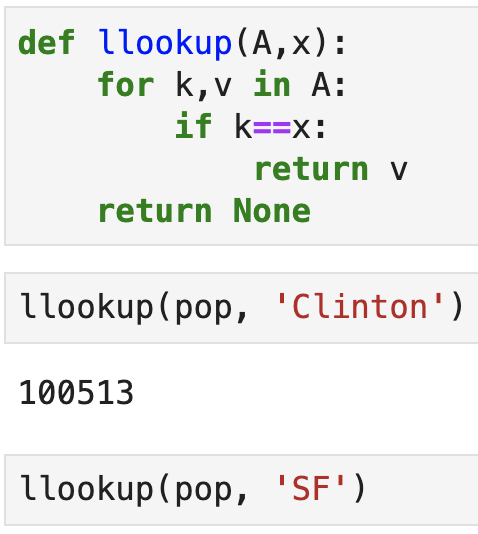 def llookup(A,x):
    for k,v in A:
        if k==x:
            return v
    return None
llookup(pop, 'Clinton')
100513
llookup(pop, 'SF')